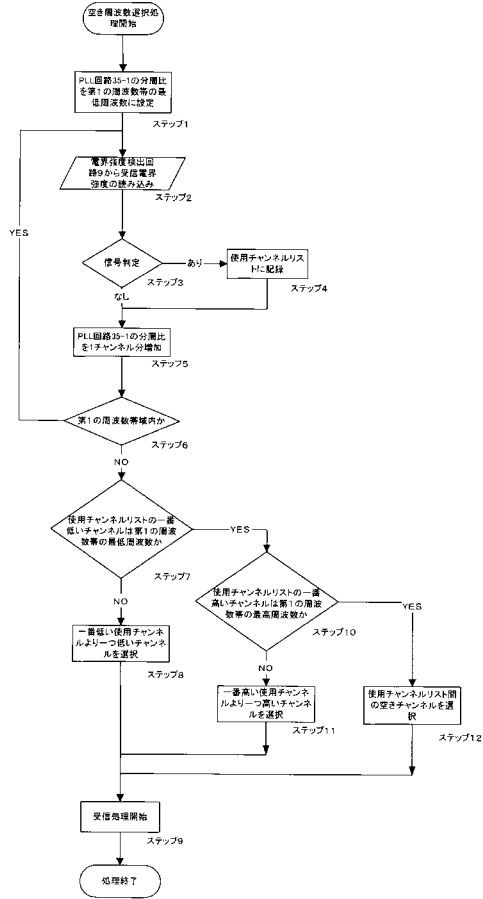 空き周波数選択処
理開始
PLL回路35-1の分周比
を第1の周波数帯の最
低周波数に設定
ステップ1
電界強度検出回
路9から受信電界
強度の読み込み
ステップ2
YES
信号判定
あり
ステップ3
使用チャンネルリス
トに記録
ステップ4
なし
PLL回路35-1の分周比
を1チャンネル分増加
ステップ5
第1の周波数帯域内か
ステップ6
NO
使用チャンネルリストの一番
低いチャンネルは第1の周波
数帯の最低周波数か
YES
ステップ7
使用チャンネルリストの一番
高いチャンネルは第1の周波
数帯の最高周波数か
YES
ステップ10
NO
一番低い使用チャンネ
ルより一つ低いチャンネ
ルを選択
ステップ8
NO
一番高い使用チャンネ
ルより一つ高いチャンネ
ルを選択
ステップ11
使用チャンネルリスト間
の空きチャンネルを選
択
ステップ12
受信処理開始
ステップ9
処理終了